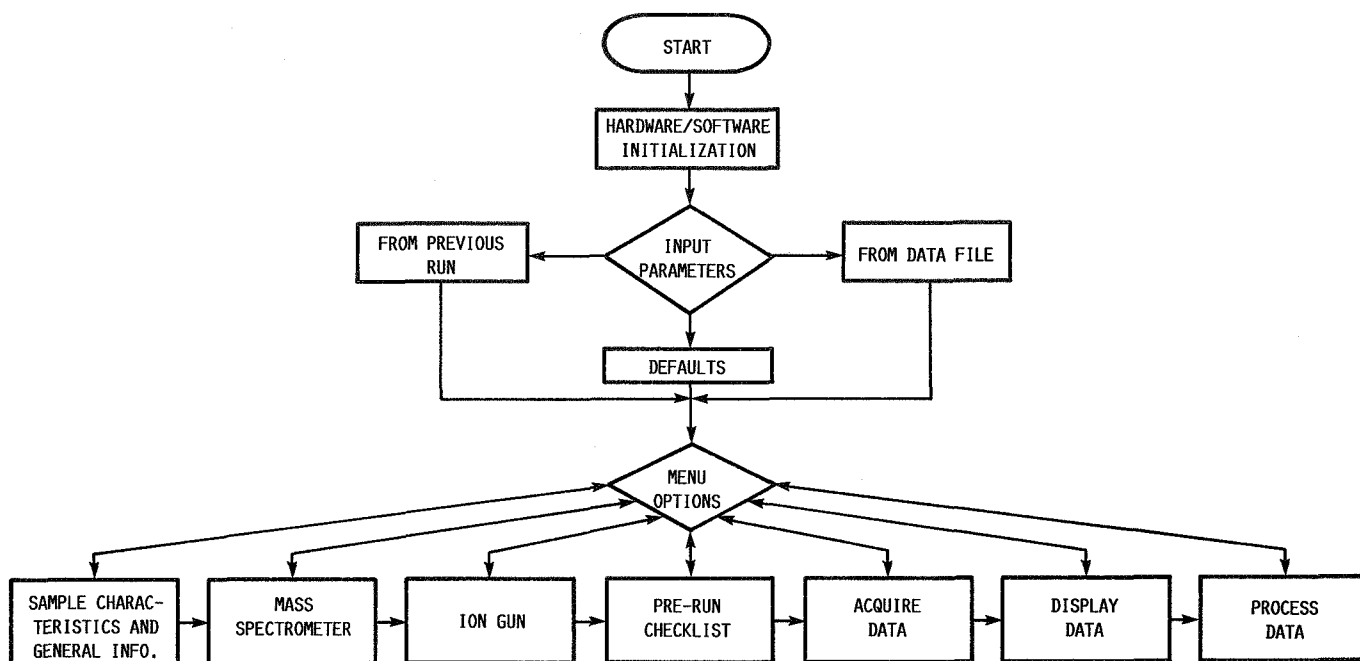 START
HARDWARE/SOFTWARE
INITIALIZATION
FROM PREVIOUS
RUN
INPUT
PARAMETERS
FROM DATA FILE
DEFAULTS
MENU
OPTIONS
SAMPLE CHARAC-
TERISTICS AND
GENERAL INFO.
MASS
SPECTROMETER
ION GUN
PRE-RUN
CHECKLIST
ACQUIRE
DATA
DISPLAY
DATA
PROCESS
DATA